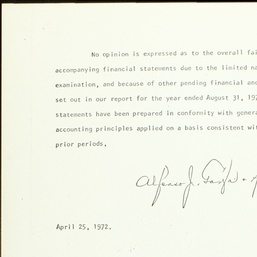 No opinion is expressed as to the overall fai
accompanying financial statements due to the limited na
examination, and because of other pending financial and
set out in our report for the year ended August 31, 197
statements have been prepared in conformity with gener
accounting principles applied on a basis consistent wit
prior periods.
Alfonso J.
April 25, 1972.